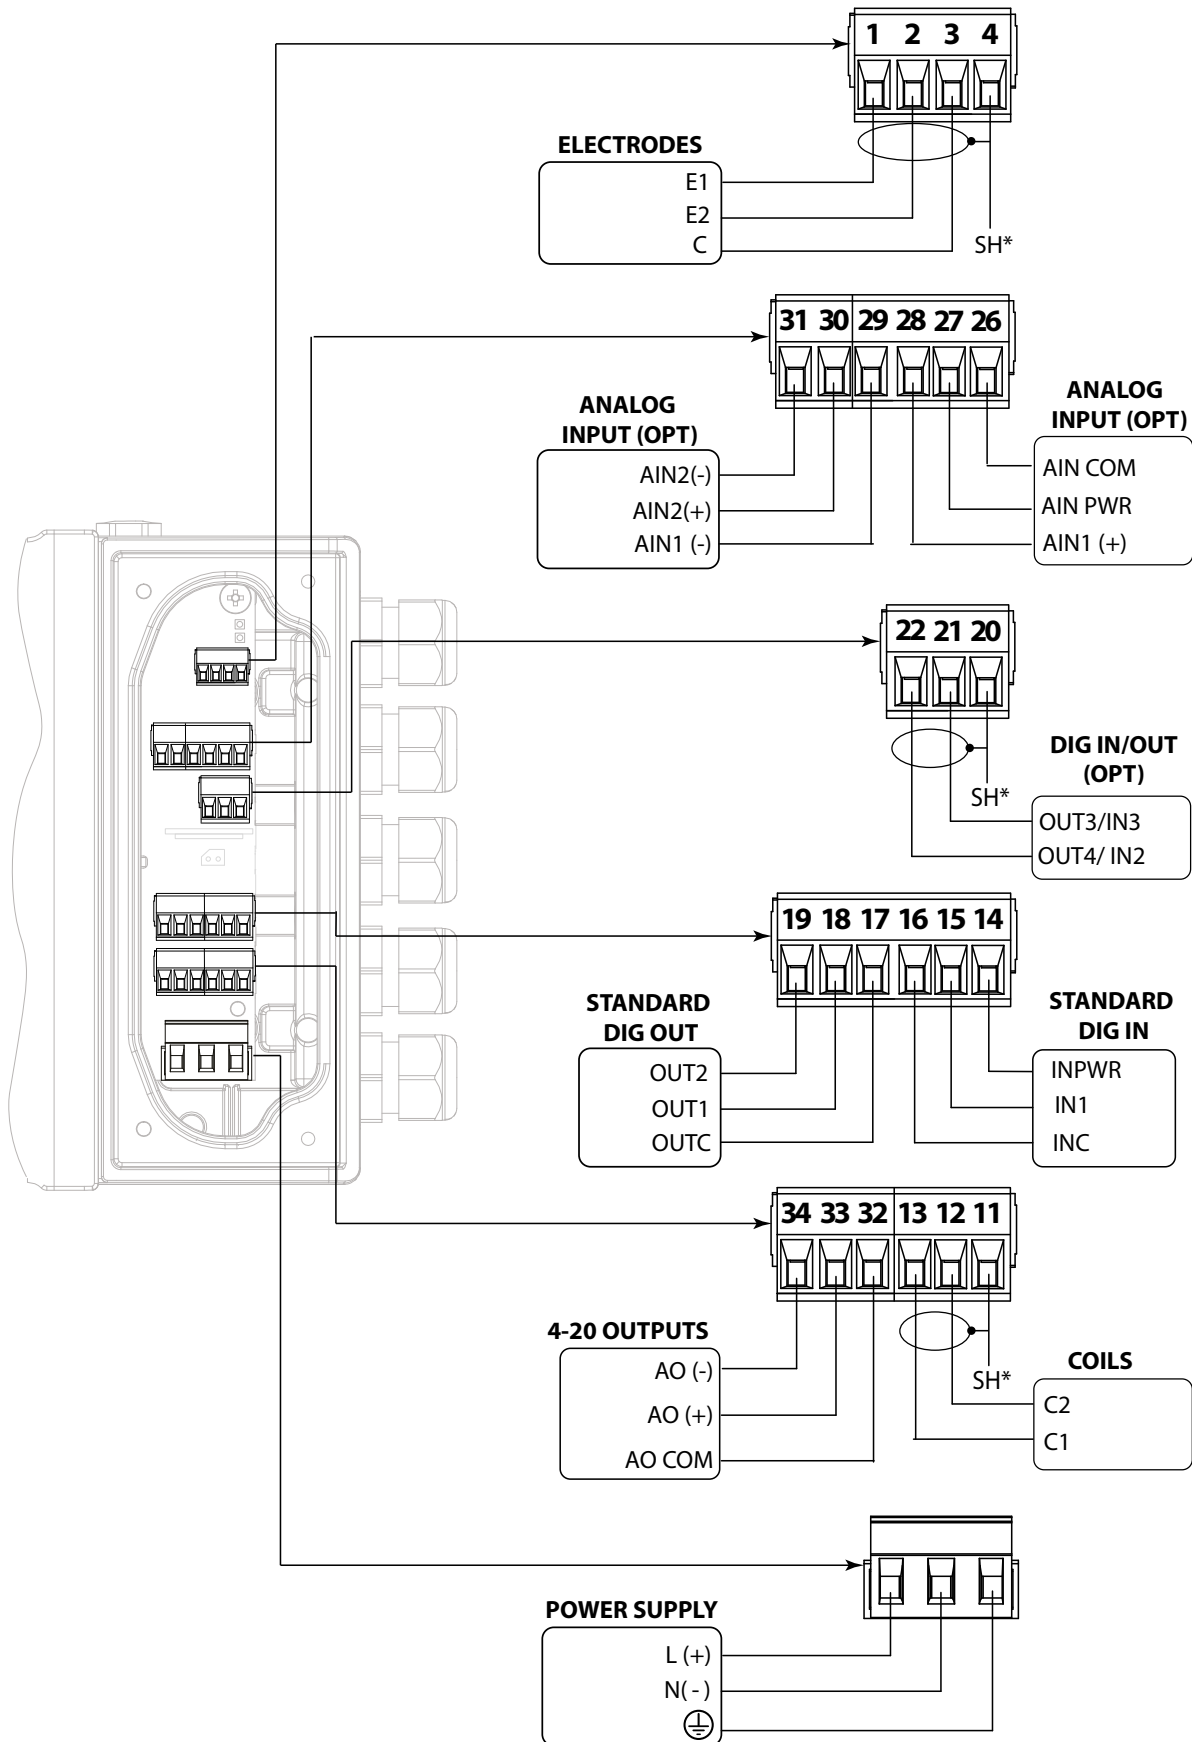 1 2 3 4
ELECTRODES
E1
E2
C
SH*
31 30 29 28 27 26
ANALOG
INPUT (OPT)
AIN2(-)
AIN2(+)
AIN1 (-)
ANALOG
INPUT (OPT)
AIN COM
AIN PWR
AIN1 (+)
22 21 20
SH*
DIG IN/OUT
(OPT)
OUT3/IN3
OUT4/ IN2
19 18 17 16 15 14
STANDARD
DIG OUT
OUT2
OUT1
OUTC
STANDARD
DIG IN
INPWR
IN1
INC
34 33 32 13 12 11
4-20 OUTPUTS
AO (-)
AO (+)
AO COM
SH*
COILS
C2
C1
POWER SUPPLY
L (+)
N( - )